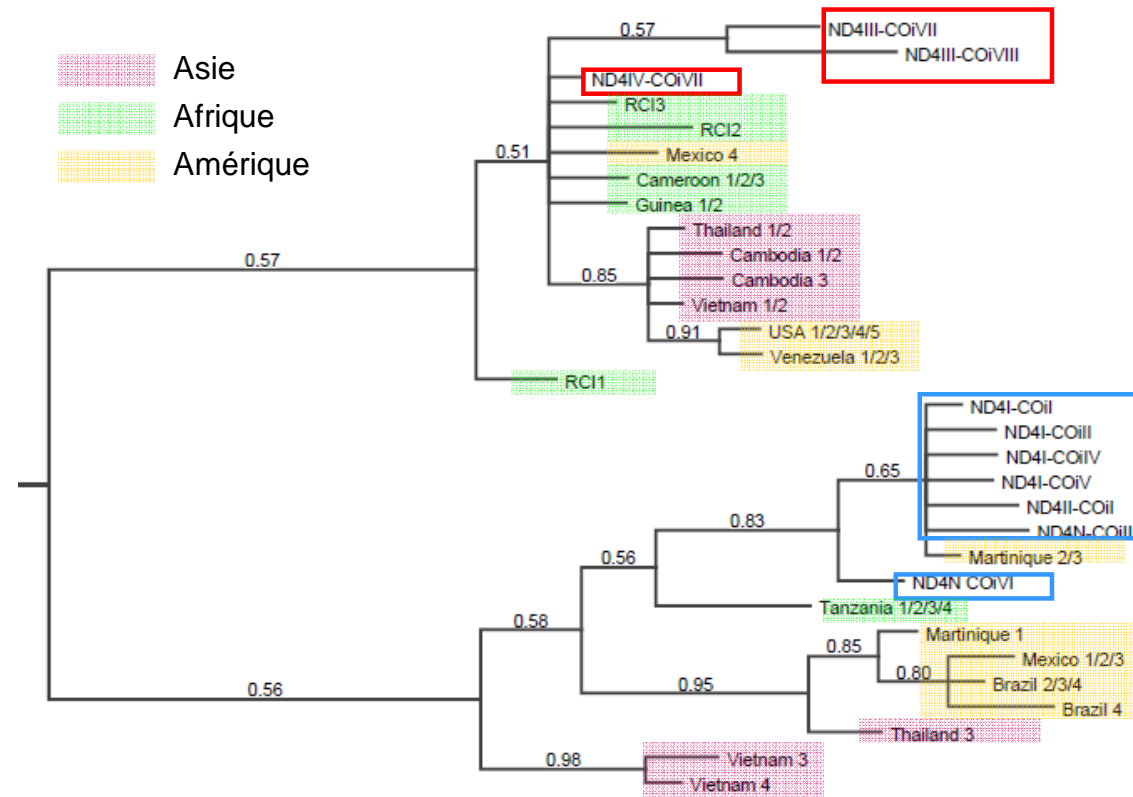 Asie
Afrique
Amérique
0.57
ND4III-COiVII
ND4III-COiVIII
ND4IV-COiVII
RCI3
RCI2
0.51
Mexico 4
Cameroon 1/2/3
Guinea 1/2
Thailand 1/2
0.57
Cambodia 1/2
0.85
Cambodia 3
Vietnam 1/2
0.91
USA 1/2/3/4/5
Venezuela 1/2/3
RCI1
ND4I-COiI
ND4I-COiII
ND4I-COiIV
0.65
ND4I-COiV
ND4II-COiI
0.83
ND4N-COiII
0.56
Martinique 2/3
ND4N COiVI
Tanzania 1/2/3/4
0.58
Martinique 1
0.85
Mexico 1/2/3
0.80
0.56
0.95
Brazil 2/3/4
Brazil 4
Thailand 3
0.98
Vietnam 3
Vietnam 4